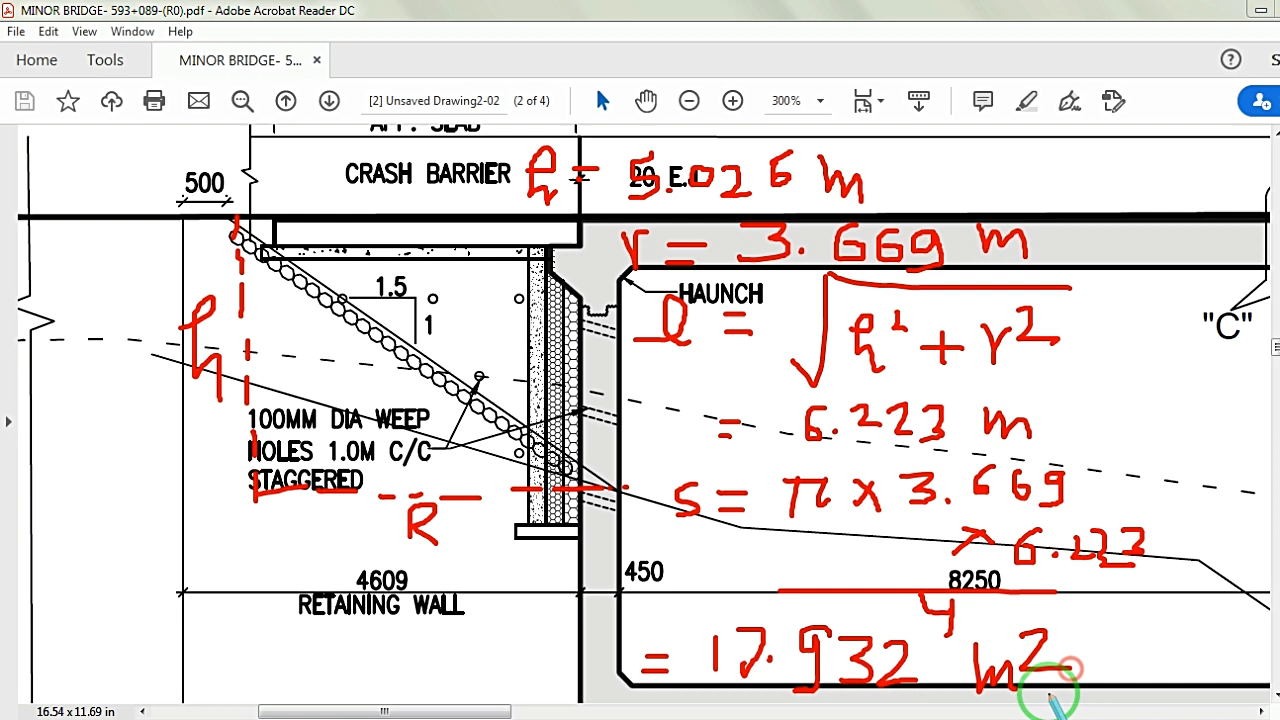 MINOR BRIDGE- 593+089-(R0).pdf - Adobe Acrobat Reader DC
File Edit View Window Help
Home Tools MINOR BRIDGE- 5... ×
[2] Unsaved Drawing2-02 (2 of 4) 300%
CRASH BARRIER
20 E.J
h = 5.026 m
500
r = 3.669 m
1.5
1
HAUNCH
"C"
h
l = √h² + r²
100MM DIA WEEP
HOLES 1.0M C/C
STAGGERED
= 6.223 m
R
S = π x 3.669
x 6.223
4609
450
8250
RETAINING WALL
4
= 17.932 m2
16.54 x 11.69 in